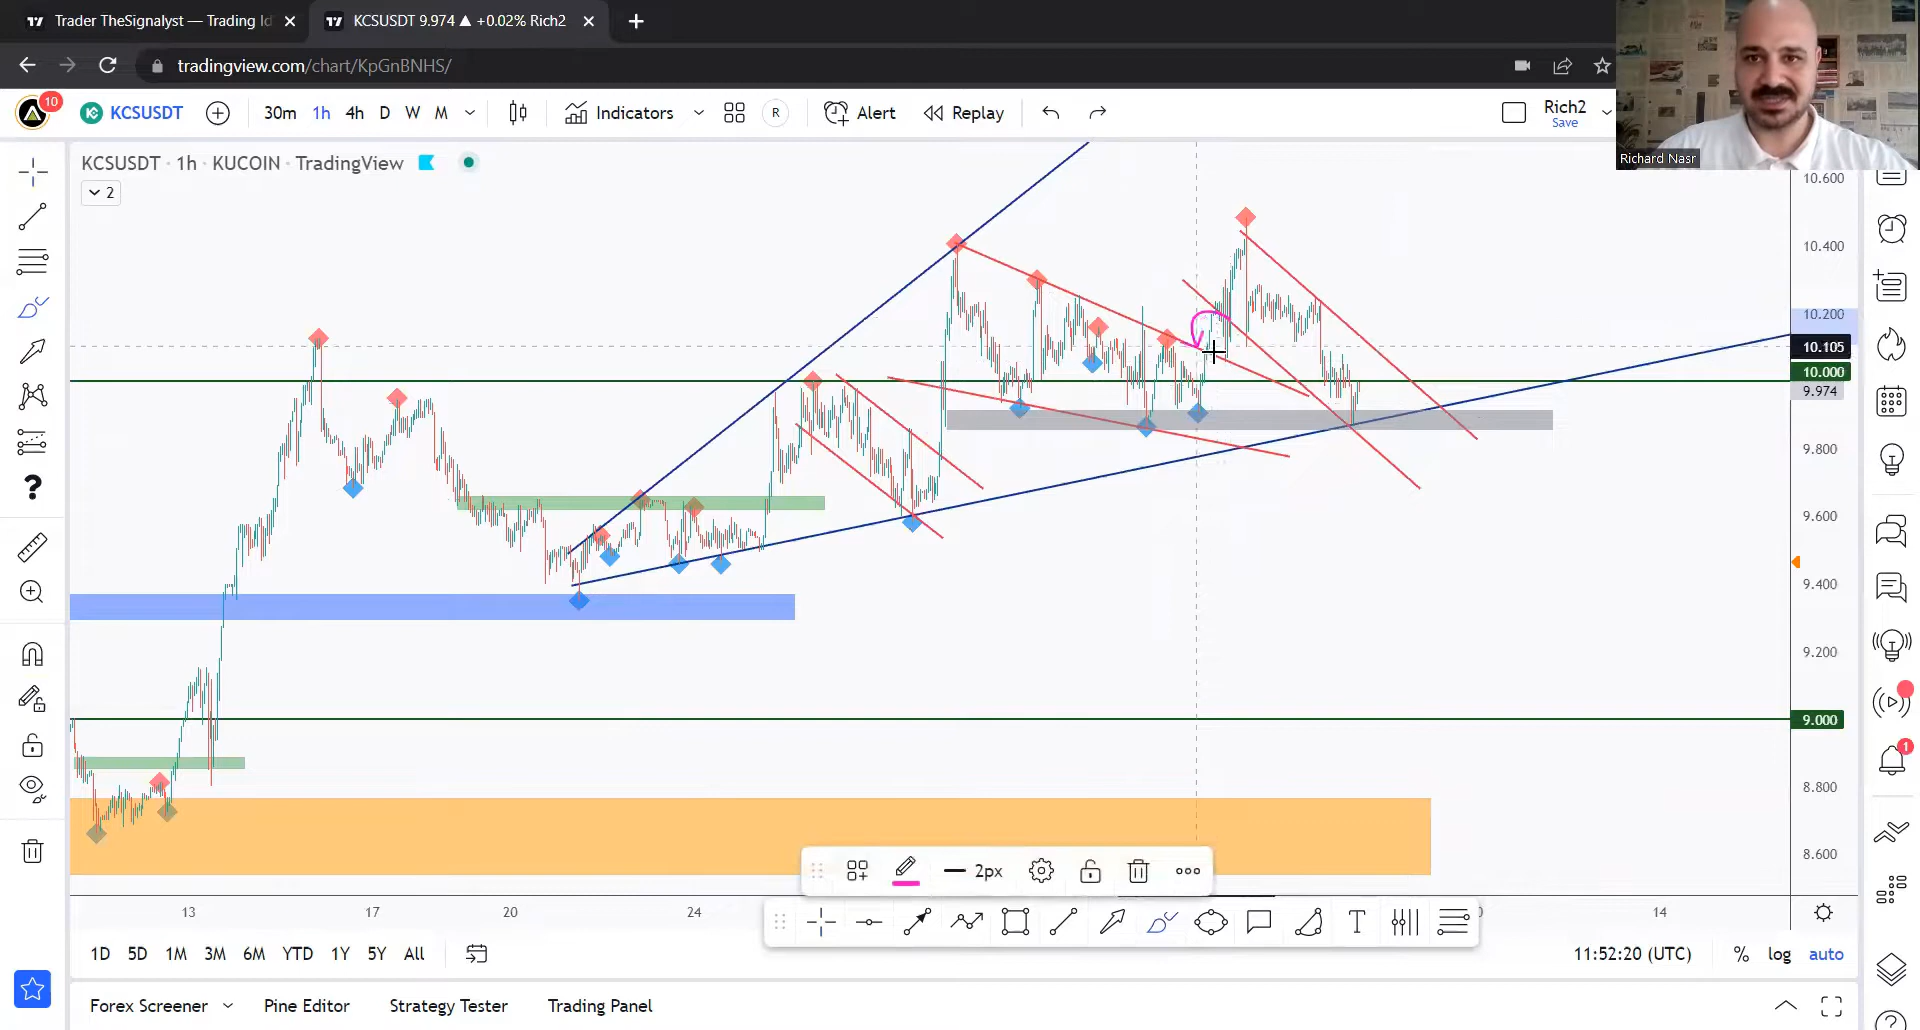 Trader TheSignalyst — Trading Id
KCSUSDT 9.974 ▲ +0.02% Rich2
tradingview.com/chart/KpGnBNHS/
10
KCSUSDT
30m 1h 4h D W M
Indicators
R
Alert
Replay
Rich2
Save
Richard Nasr
KCSUSDT · 1h · KUCOIN · TradingView
2
10.600
10.400
10.200
10.105
10.000
9.974
9.800
9.600
9.400
9.200
9.000
8.800
8.600
1
2px
13 17 20 24 14
T
1D 5D 1M 3M 6M YTD 1Y 5Y All
11:52:20 (UTC) % log auto
Forex Screener Pine Editor Strategy Tester Trading Panel